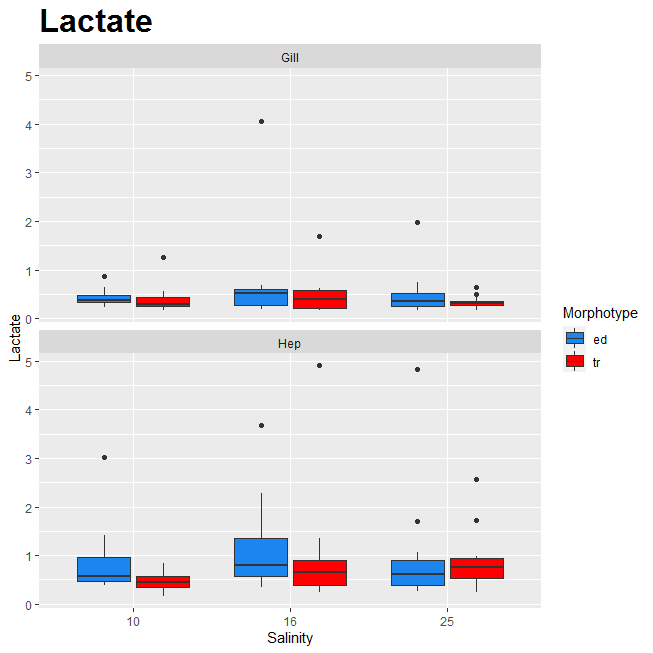 Lactate
Gill
5
4
3
2
1
0
Lactate
Hep
5
4
3
2
1
0
10
16
25
Salinity
Morphotype
ed
tr